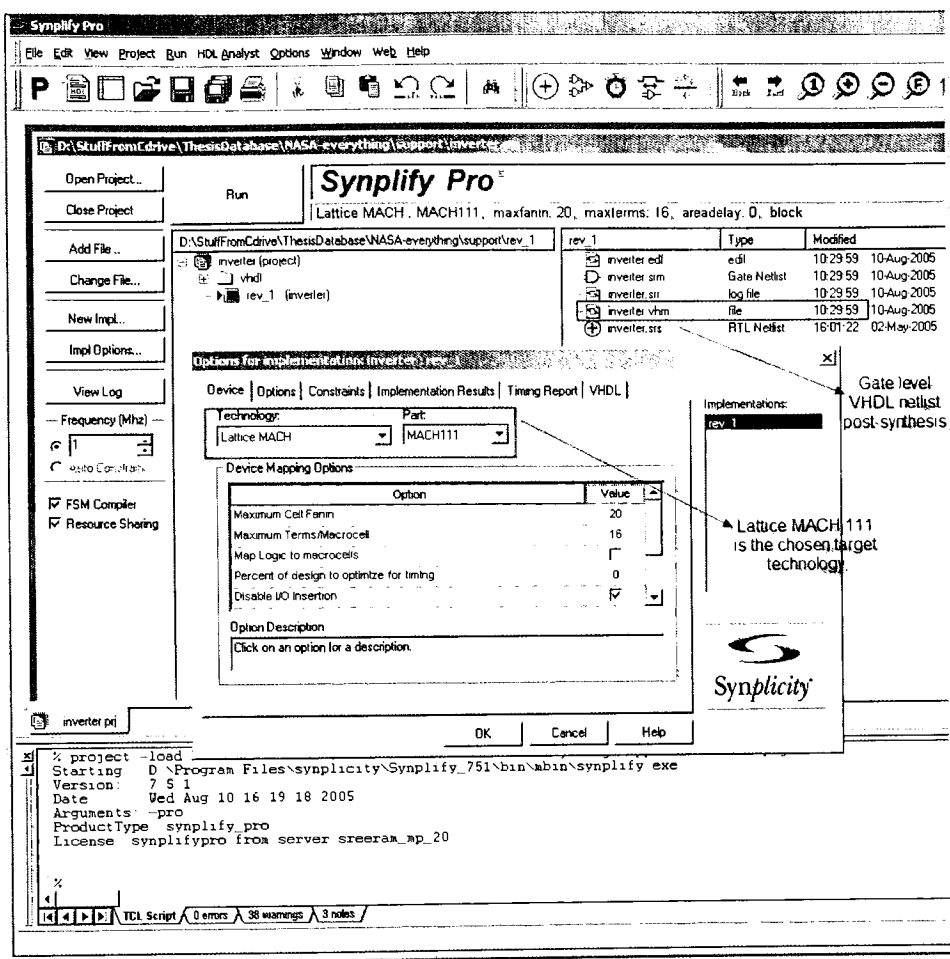 Synplify Pro
File Edit View Project Run HDL Analyst Options Window Web Help
P
Back Fwd
D:\StuffFromCdrive\ThesisDatabase\NASA-everything\support\inverter
Open Project...
Close Project
Run
Synplify Pro
Lattice MACH . MACH111, maxfanin. 20, maxterms: 16, areadelay. 0, block
Add File ..
Change File...
New Impl...
Impl Options...
View Log
Frequency (Mhz)
1
Auto Constrain
FSM Compiler
Resource Sharing
D:\StuffFromCdrive\ThesisDatabase\NASA-everything\support\rev_1
inverter (project)
vhdl
rev_1 (inverter)
rev_1 Type Modified
inverter edf edif 10:29 59 10-Aug-2005
inverter srm Gate Netlist 10:29 59 10-Aug-2005
inverter.srr log file 10:29 59 10-Aug-2005
inverter vhm file 10:29 59 10-Aug-2005
inverter.srs RTL Netlist 16:01:22 02-May-2005
Options for implementation: inverter : rev_1
Device Options Constraints Implementation Results Timing Report VHDL
Technology: Part:
Lattice MACH MACH111
Device Mapping Options
Option Value
Maximum Cell Fanin 20
Maximum Terms/Macrocell 16
Map Logic to macrocells
Percent of design to optimize for timing 0
Disable I/O Insertion
Option Description
Click on an option for a description.
Implementations:
rev_1
Synplicity
OK Cancel Help
Gate level
VHDL netlist
post-synthesis
Lattice MACH 111
is the chosen target
technology.
inverter prj
% project -load
Starting D \Program Files\synplicity\Synplify_751\bin\mbin\synplify exe
Version: 7 5 1
Date Wed Aug 10 16 19 18 2005
Arguments -pro
ProductType synplify_pro
License synplifypro from server sreeram_mp_20
%
TCL Script 0 errors 38 warnings 3 notes